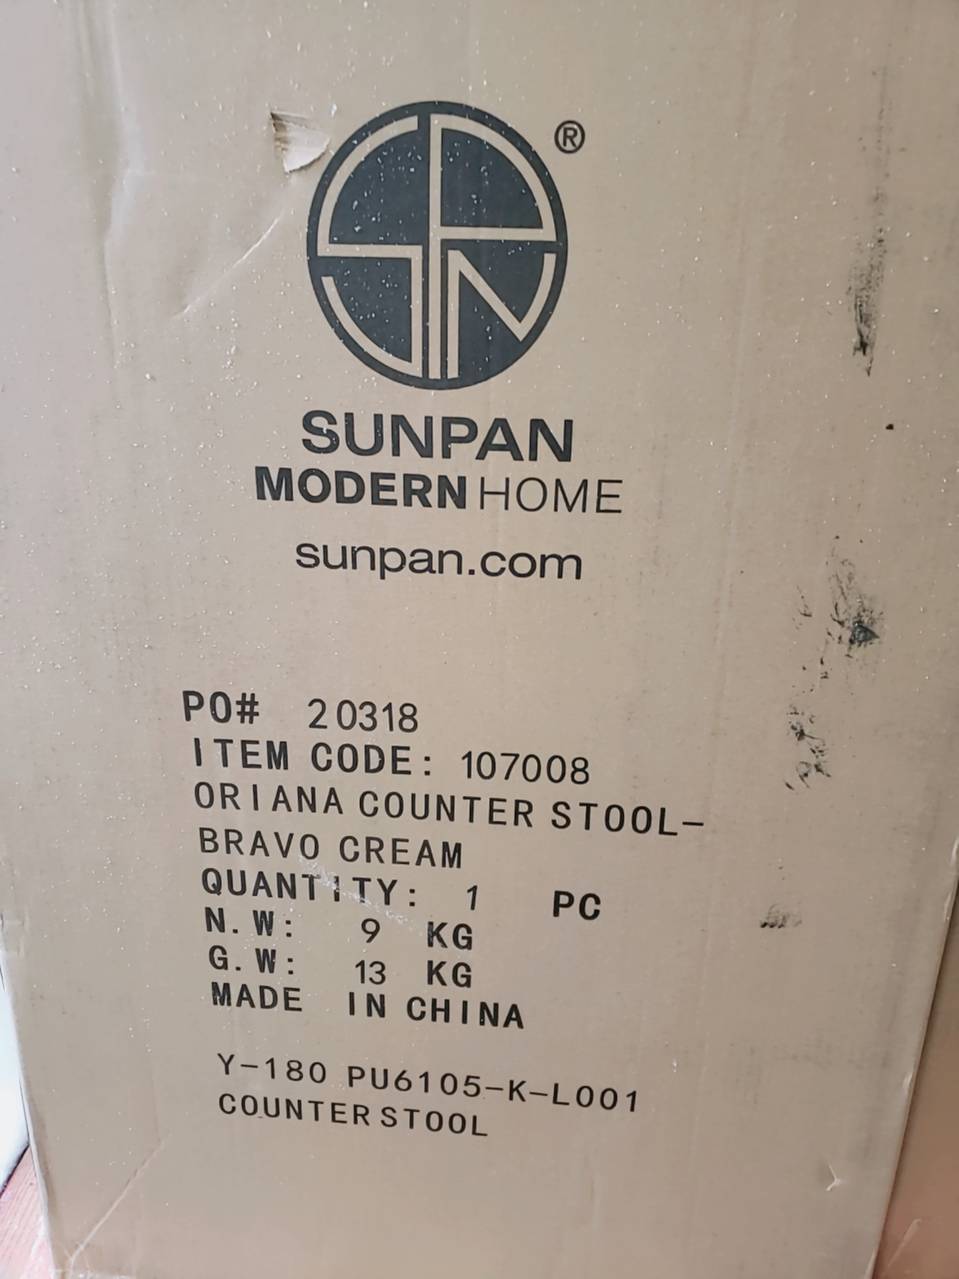 ®
SUNPAN
MODERN HOME
sunpan.com
PO# 20318
ITEM CODE: 107008
ORIANA COUNTER STOOL-
BRAVO CREAM
QUANTITY: 1 PC
N.W: 9 KG
G.W: 13 KG
MADE IN CHINA
Y-180 PU6105-K-L001
COUNTER STOOL